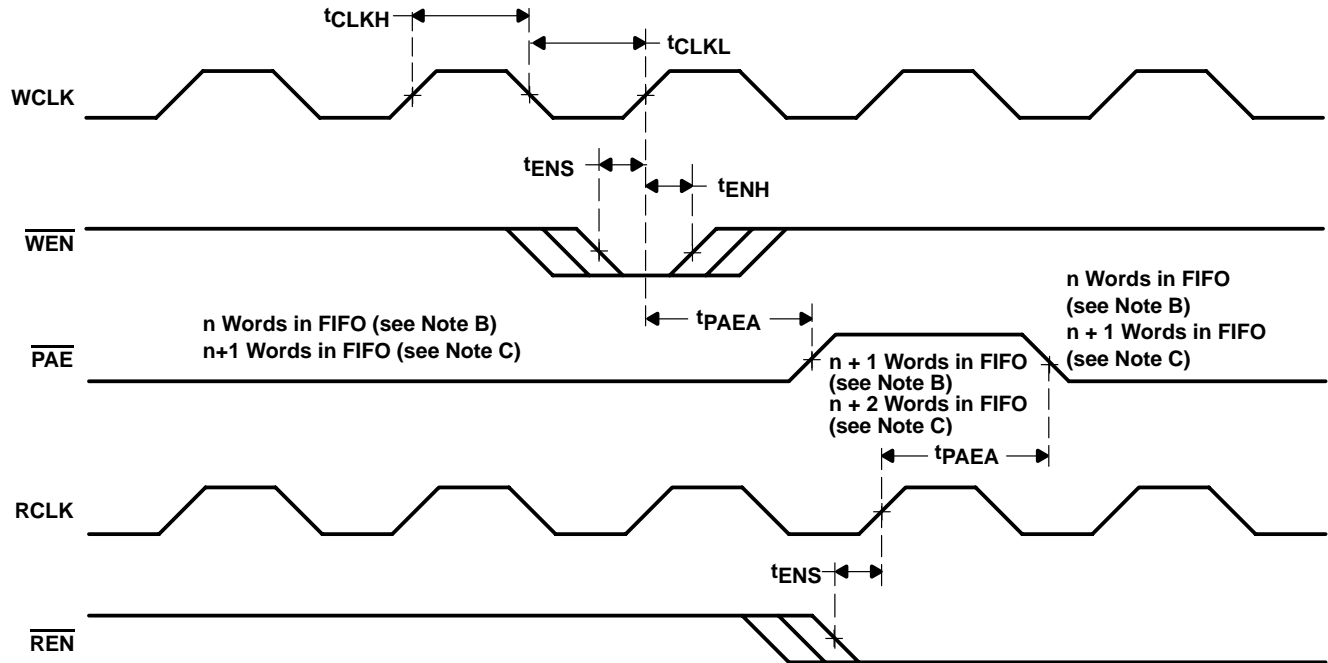 tCLKH
tCLKL
WCLK
tENS
tENH
WEN
n Words in FIFO (see Note B)
n+1 Words in FIFO (see Note C)
tPAEA
n Words in FIFO
(see Note B)
n + 1 Words in FIFO
(see Note C)
PAE
n + 1 Words in FIFO
(see Note B)
n + 2 Words in FIFO
(see Note C)
tPAEA
RCLK
tENS
REN